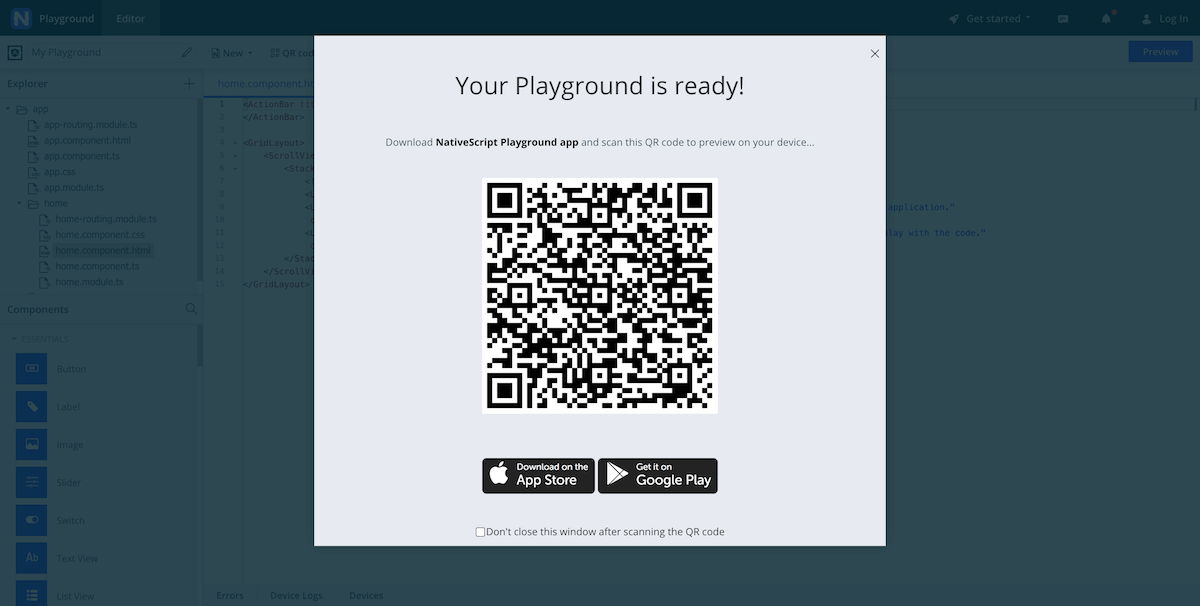 N Playground Editor Get started Log In
My Playground New QR cod Preview
Explorer
home.component.h
app
app-routing.module.ts
app.component.html
app.component.ts
app.css
app.module.ts
home
home-routing.module.ts
home.component.css
home.component.html
home.component.ts
home.module.ts
1 <ActionBar tit
2 </ActionBar>
3
4 <GridLayout>
5 <ScrollVie
6 <Stac
7
8
9 application."
10
11 lay with the code."
12
13 </Stac
14 </ScrollVi
15 </GridLayout>
Components
ESSENTIALS
Button
Label
Image
Slider
Switch
Ab Text View
List View
Errors Device Logs Devices
Your Playground is ready!
Download NativeScript Playground app and scan this QR code to preview on your device...
Download on the
App Store
Get it on
Google Play
Don't close this window after scanning the QR code